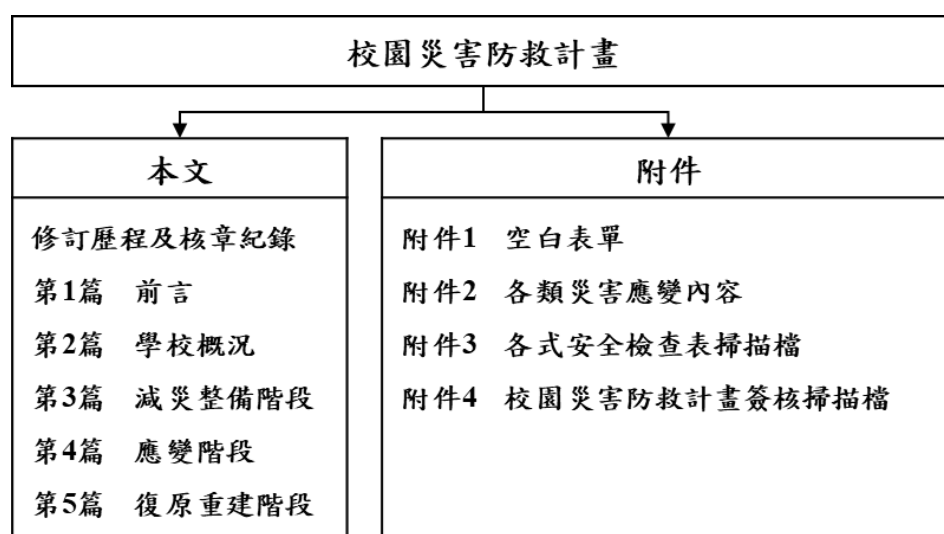 校園災害防救計畫
本文
修訂歷程及核章紀錄
第1篇 前言
第2篇 學校概況
第3篇 減災整備階段
第4篇 應變階段
第5篇 復原重建階段
附件
附件1 空白表單
附件2 各類災害應變內容
附件3 各式安全檢查表掃描檔
附件4 校園災害防救計畫簽核掃描檔